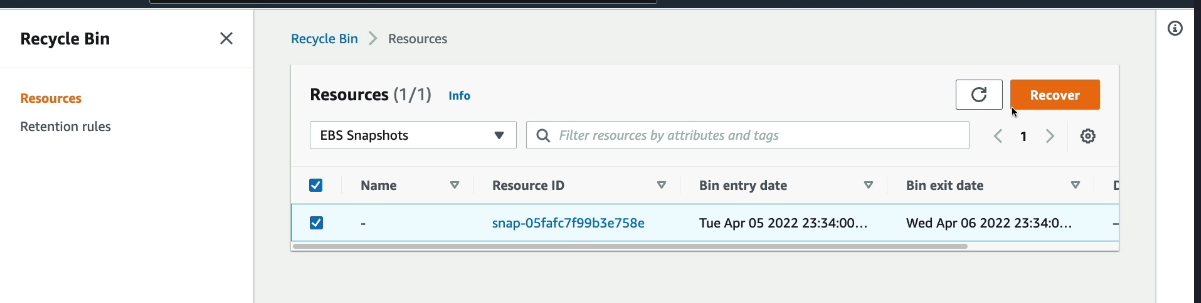 Recycle Bin
Resources
Retention rules
Recycle Bin > Resources
Resources (1/1) Info
Recover
EBS Snapshots
Filter resources by attributes and tags
1
Name Resource ID Bin entry date Bin exit date D
- snap-05fafc7f99b3e758e Tue Apr 05 2022 23:34:00... Wed Apr 06 2022 23:34:0... –